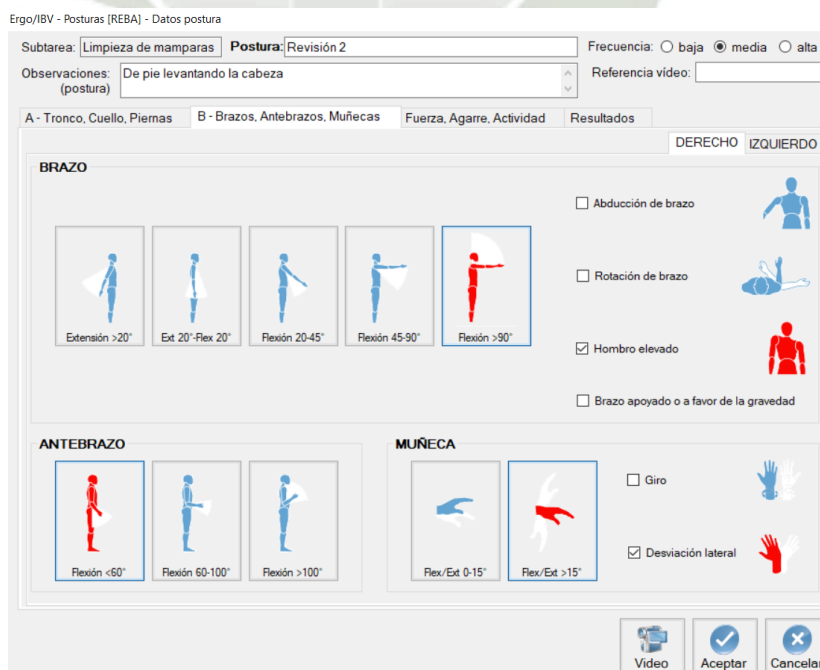 Ergo/IBV - Posturas [REBA] - Datos postura
Subtarea: Limpieza de mamparas Postura: Revisión 2 Frecuencia: baja media alta
Observaciones: De pie levantando la cabeza Referencia vídeo:
(postura)
A - Tronco, Cuello, Piernas B - Brazos, Antebrazos, Muñecas Fuerza, Agarre, Actividad Resultados
DERECHO IZQUIERDO
BRAZO
Abducción de brazo
Rotación de brazo
Extensión >20° Ext 20°-Flex 20° Flexión 20-45° Flexión 45-90° Flexión >90°
Hombro elevado
Brazo apoyado o a favor de la gravedad
ANTEBRAZO MUÑECA
Giro
Desviación lateral
Flexión <60° Flexión 60-100° Flexión >100° Flex/Ext 0-15° Flex/Ext >15°
Video Aceptar Cancelar